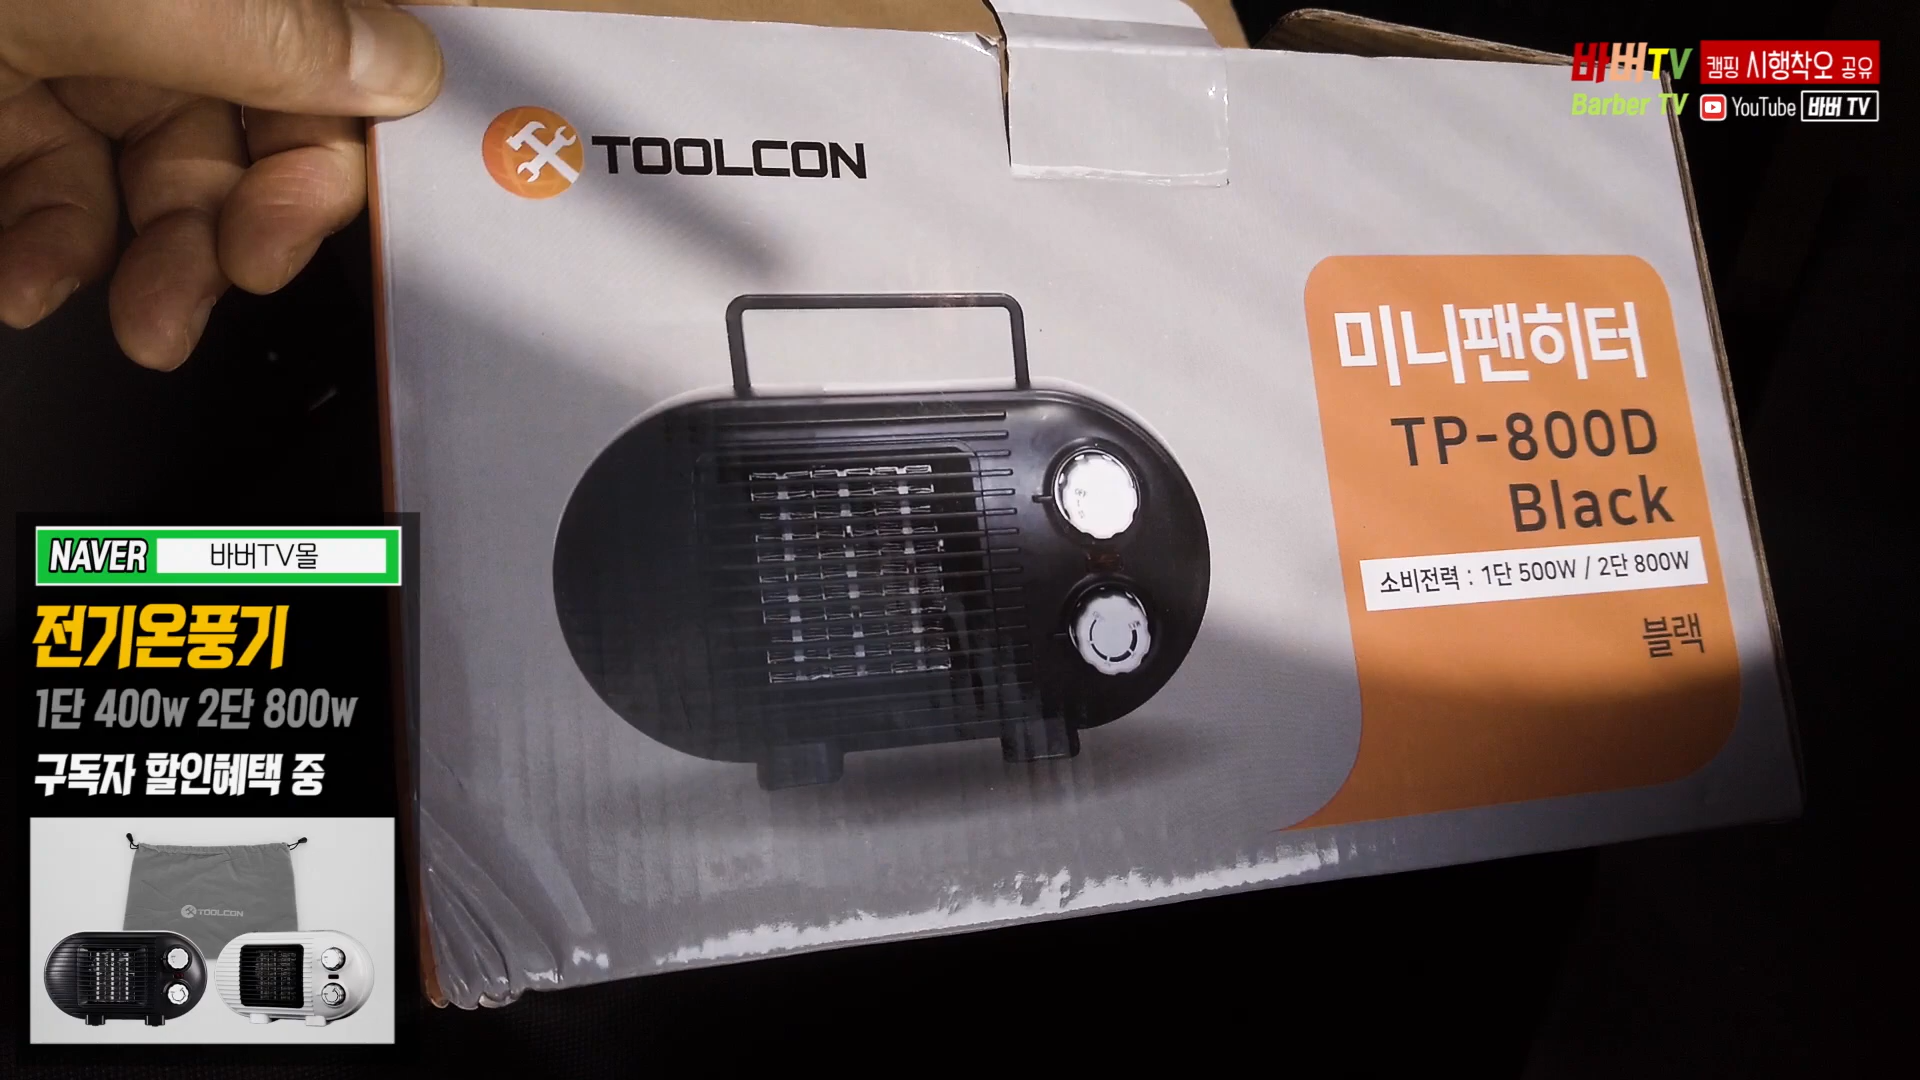 바버TV 캠핑 시행착오 공유
Barber TV YouTube 바버 TV
TOOLCON
미니팬히터
TP-800D
Black
소비전력 : 1단 500W / 2단 800W
블랙
NAVER 바버TV몰
전기온풍기
1단 400w 2단 800w
구독자 할인혜택 중
TOOLCON